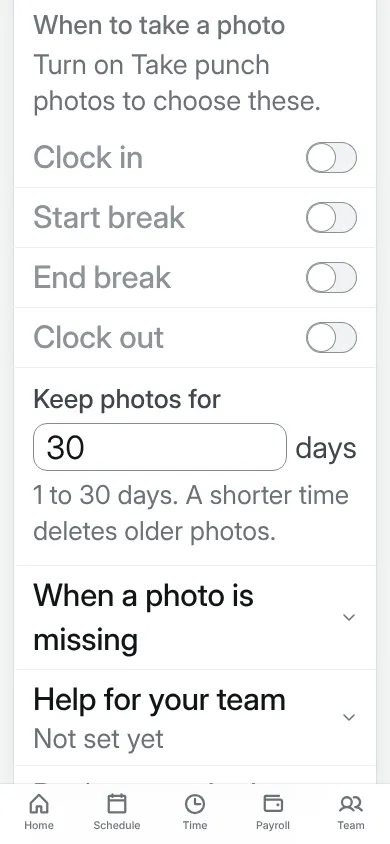 When to take a photo
Turn on Take punch
photos to choose these.
Clock in
Start break
End break
Clock out
Keep photos for
30 days
1 to 30 days. A shorter time
deletes older photos.
When a photo is
missing
Help for your team
Not set yet
Home Schedule Time Payroll Team